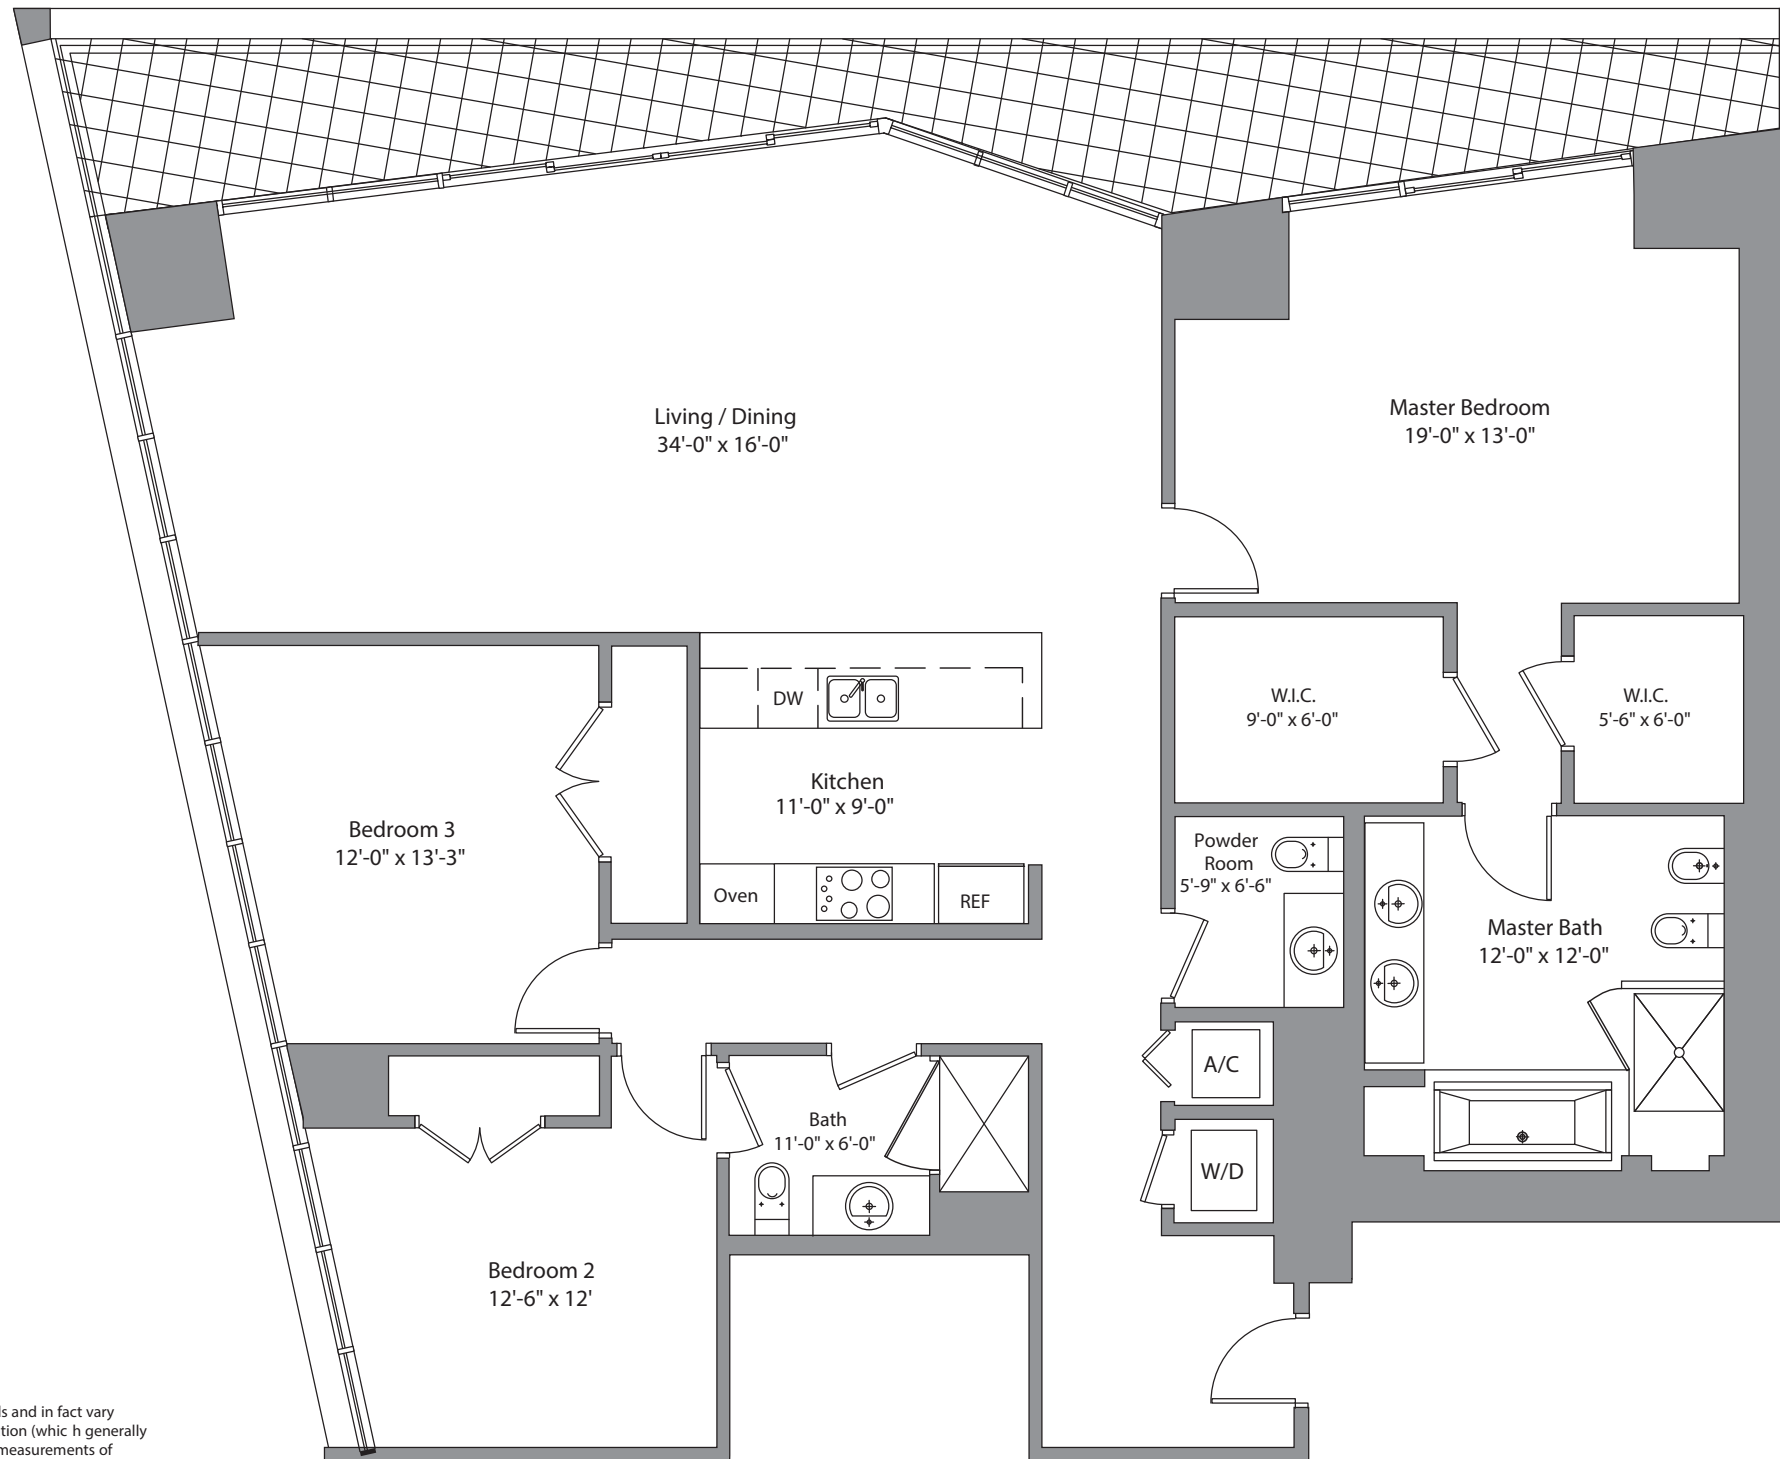 Living / Dining
34'-0" x 16'-0"
Master Bedroom
19'-0" x 13'-0"
W.I.C.
9'-0" x 6'-0"
W.I.C.
5'-6" x 6'-0"
DW
Kitchen
11'-0" x 9'-0"
Oven
REF
Bedroom 3
12'-0" x 13'-3"
Powder
Room
5'-9" x 6'-6"
Master Bath
12'-0" x 12'-0"
A/C
W/D
Bath
11'-0" x 6'-0"
Bedroom 2
12'-6" x 12'
and in fact vary
(whic h generally
measurements of